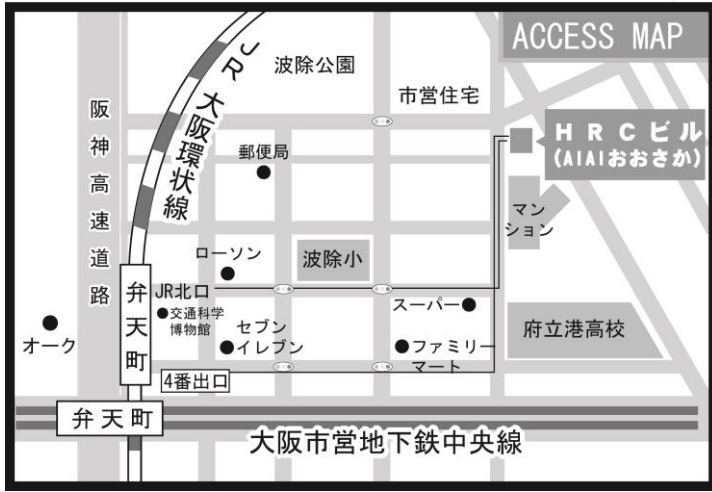 ACCESS MAP
JR大阪環状線
波除公園
市営住宅
阪神高速道路
郵便局
HRCビル
(AIAIおおさか)
マン
ション
ローソン
波除小
JR北口
スーパー
交通科学
博物館
弁天町
オーク
セブン
イレブン
ファミリー
マート
府立港高校
4番出口
弁天町
大阪市営地下鉄中央線